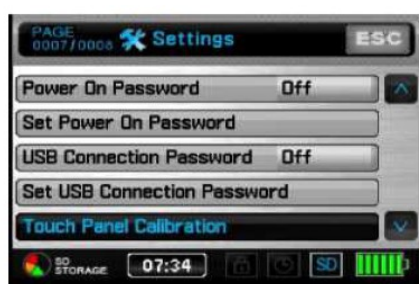 PAGE
0007/0008 Settings ESC
Power On Password Off
Set Power On Password
USB Connection Password Off
Set USB Connection Password
Touch Panel Calibration
SD
STORAGE 07:34 SD